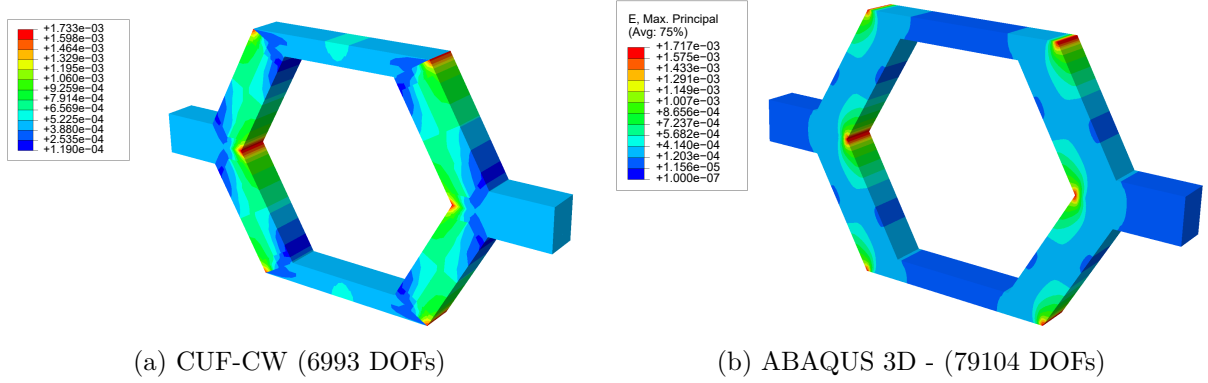 +1.733e−03
+1.598e−03
+1.464e−03
+1.329e−03
+1.195e−03
+1.060e−03
+9.259e−04
+7.914e−04
+6.569e−04
+5.225e−04
+3.880e−04
+2.535e−04
+1.190e−04
E, Max. Principal
(Avg: 75%)
+1.717e−03
+1.575e−03
+1.433e−03
+1.291e−03
+1.149e−03
+1.007e−03
+8.656e−04
+7.237e−04
+5.682e−04
+4.140e−04
+1.203e−04
+1.156e−05
+1.000e−07
(a) CUF-CW (6993 DOFs)
(b) ABAQUS 3D - (79104 DOFs)